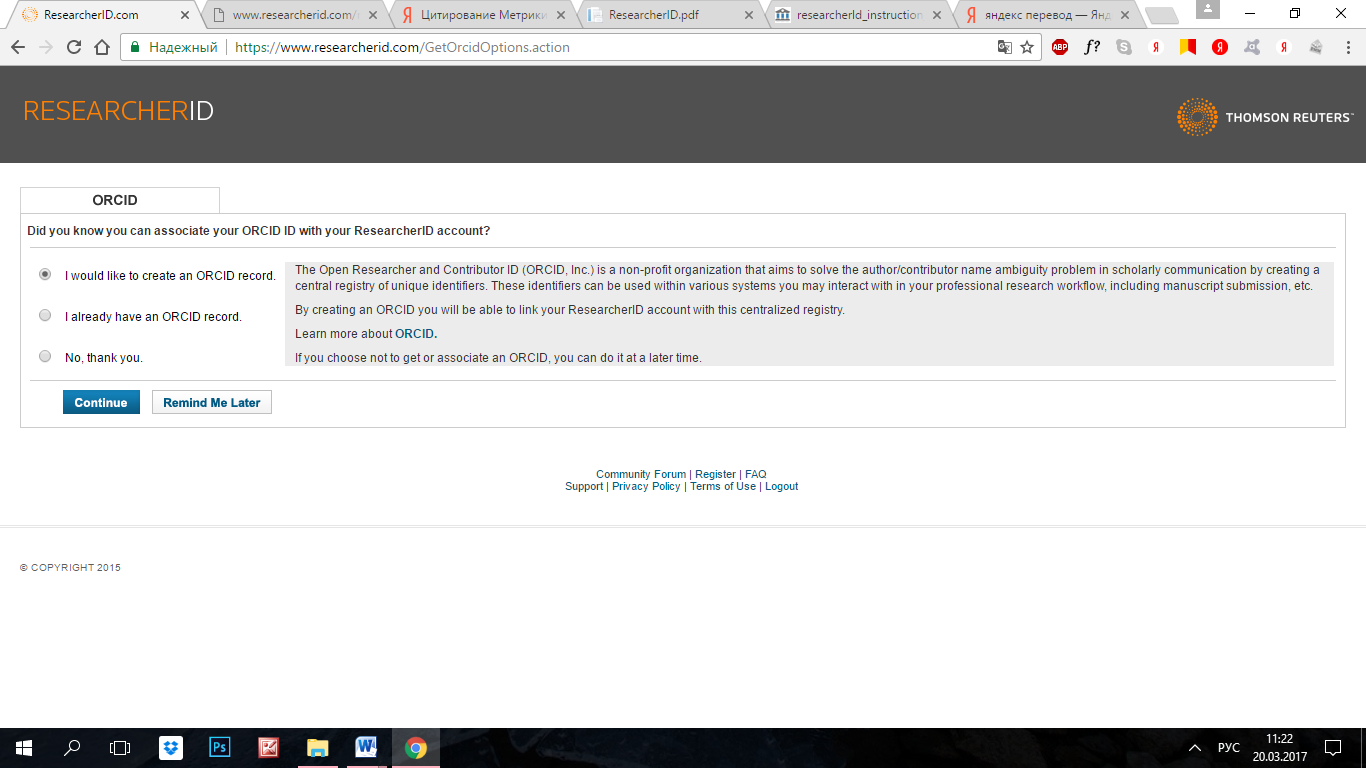 ResearcherID.com
www.researcherid.com/
Цитирование Метрики
ResearcherID.pdf
researcherId_instruction
яндекс перевод — Янд
Надежный
https://www.researcherid.com/GetOrcidOptions.action
ABP
f?
RESEARCHERID
THOMSON REUTERS™
ORCID
Did you know you can associate your ORCID ID with your ResearcherID account?
I would like to create an ORCID record.
I already have an ORCID record.
No, thank you.
The Open Researcher and Contributor ID (ORCID, Inc.) is a non-profit organization that aims to solve the author/contributor name ambiguity problem in scholarly communication by creating a
central registry of unique identifiers. These identifiers can be used within various systems you may interact with in your professional research workflow, including manuscript submission, etc.
By creating an ORCID you will be able to link your ResearcherID account with this centralized registry.
Learn more about ORCID.
If you choose not to get or associate an ORCID, you can do it at a later time.
Continue
Remind Me Later
Community Forum | Register | FAQ
Support | Privacy Policy | Terms of Use | Logout
© COPYRIGHT 2015
Ps
W
РУС
11:22
20.03.2017